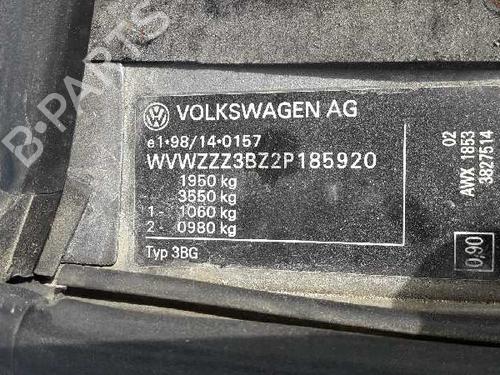 B-PARTS
VOLKSWAGEN AG
e1*98/14*0157
WVWZZZ3BZ2P185920
1950 kg
- 3550 kg
1 - 1060 kg
2 - 0980 kg
Typ 3BG
02
AWX 1853
3827514
0,90